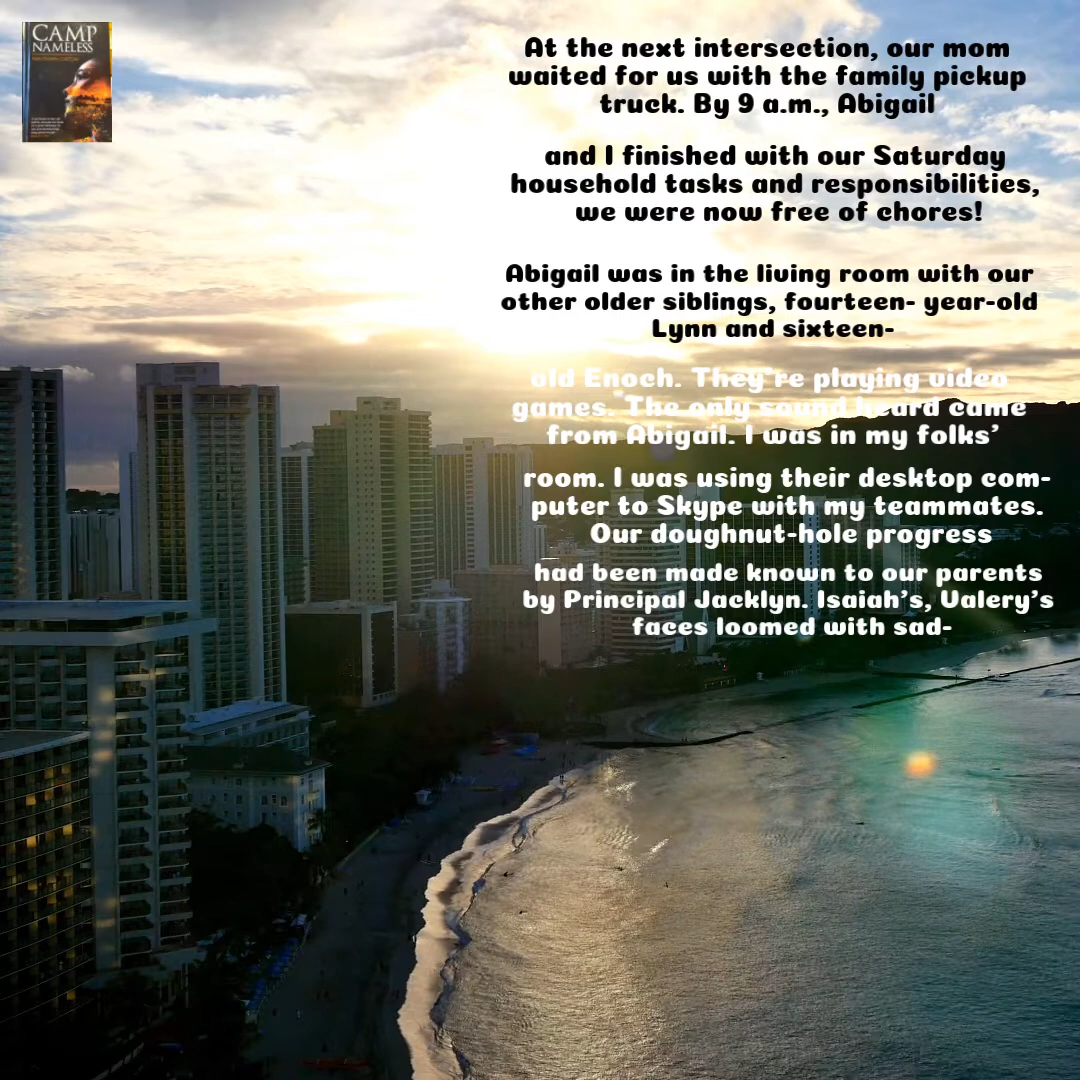 CAMP
NAMELESS
At the next intersection, our mom
waited for us with the family pickup
truck. By 9 a.m., Abigail
and I finished with our Saturday
household tasks and responsibilities,
we were now free of chores!
Abigail was in the living room with our
other older siblings, fourteen- year-old
Lynn and sixteen-
old Enoch. They're playing video
games. The only sound heard came
from Abigail. I was in my folks'
room. I was using their desktop com-
puter to Skype with my teammates.
Our doughnut-hole progress
had been made known to our parents
by Principal Jacklyn. Isaiah's, Valery's
faces loomed with sad-